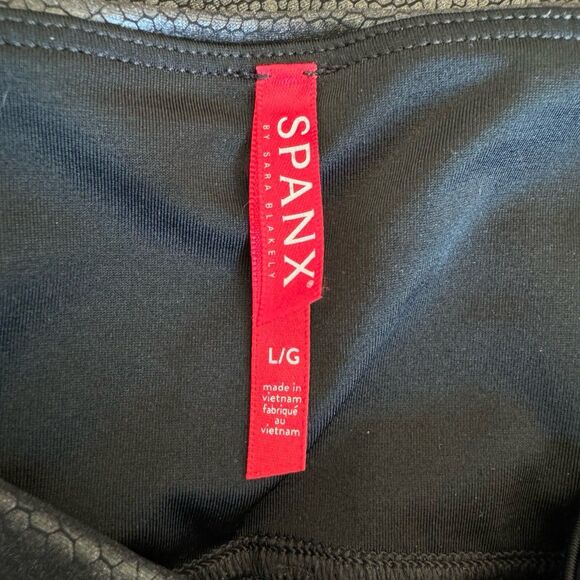 SPANX®
BY SARA BLAKELY
L/G
made in
vietnam
fabriqué
au
vietnam